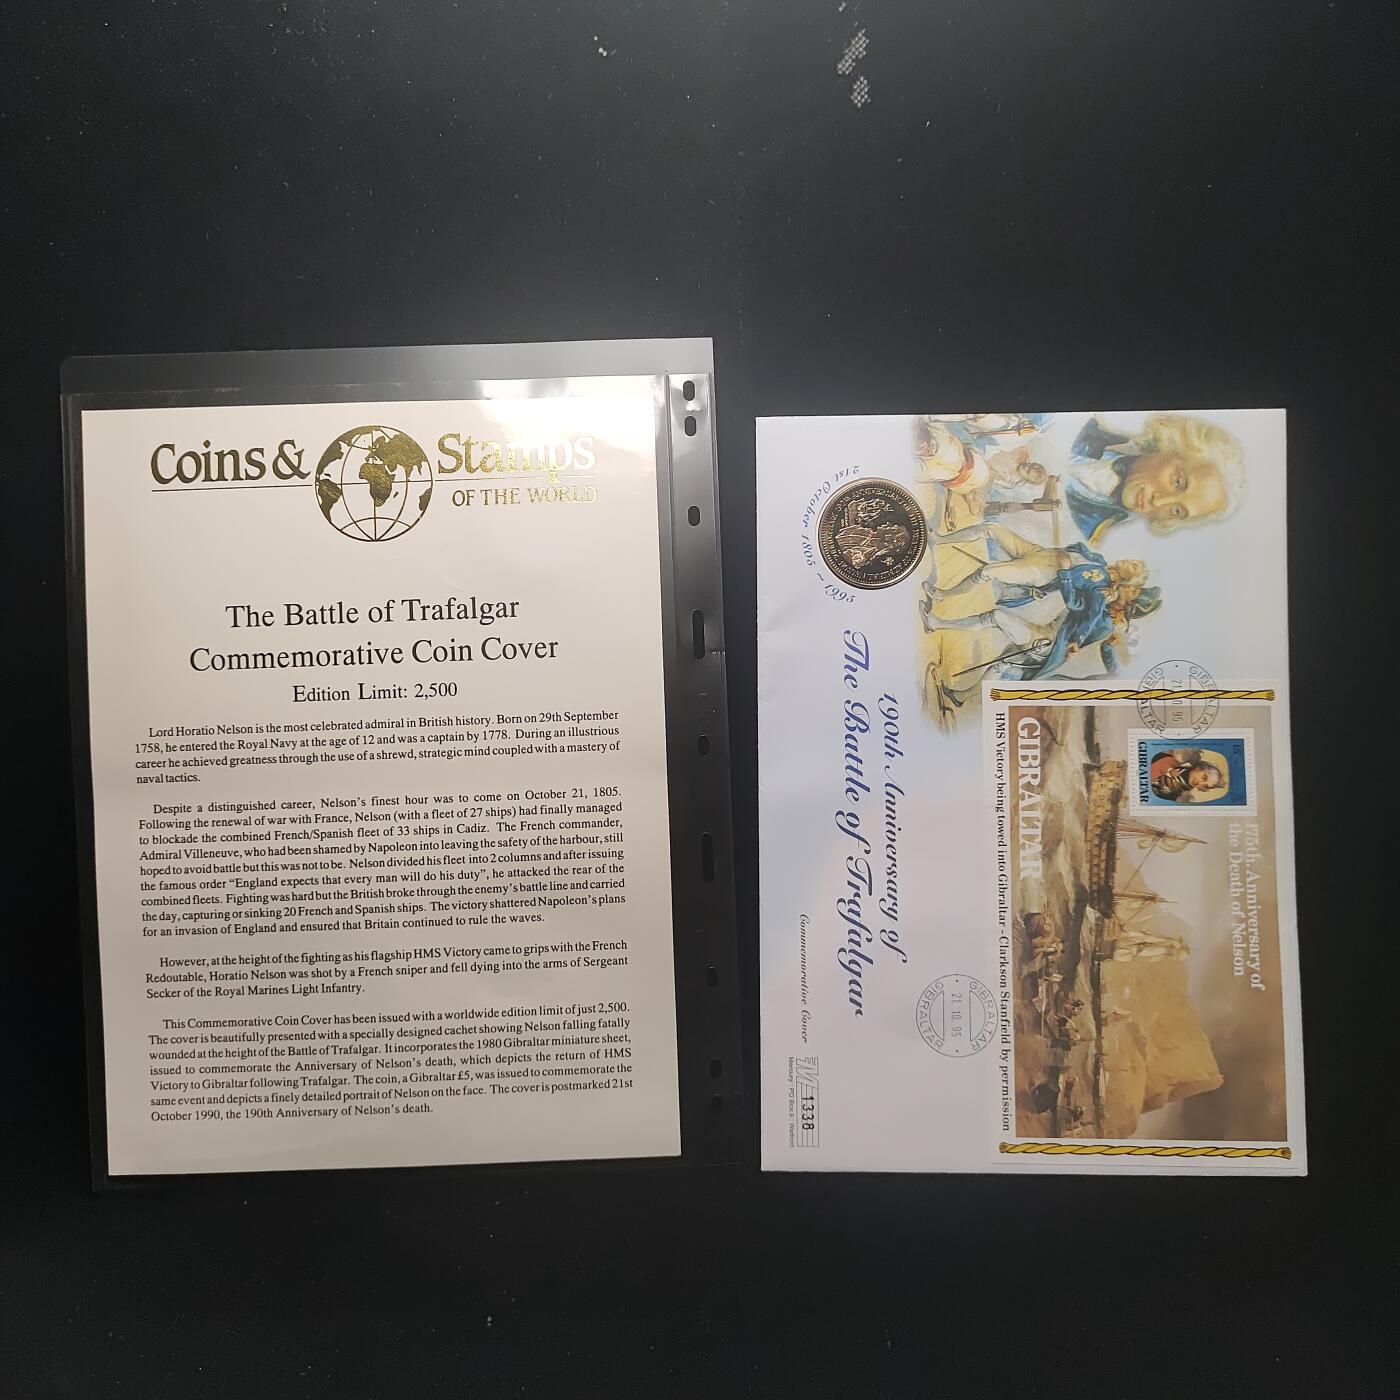 Coins & Stamps
OF THE WORLD
The Battle of Trafalgar
Commemorative Coin Cover
Edition Limit: 2,500
Lord Horatio Nelson is the most celebrated admiral in British history. Born on 29th September
1758, he entered the Royal Navy at the age of 12 and was a captain by 1778. During an illustrious
career he achieved greatness through the use of a shrewd, strategic mind coupled with a mastery of
naval tactics.
Despite a distinguished career, Nelson's finest hour was to come on October 21, 1805.
Following the renewal of war with France, Nelson (with a fleet of 27 ships) had finally managed
to blockade the combined French/Spanish fleet of 33 ships in Cadiz. The French commander,
Admiral Villeneuve, who had been shamed by Napoleon into leaving the safety of the harbour, still
hoped to avoid battle but this was not to be. Nelson divided his fleet into 2 columns and after issuing
the famous order "England expects that every man will do his duty", he attacked the rear of the
combined fleets. Fighting was hard but the British broke through the enemy's battle line and carried
the day, capturing or sinking 20 French and Spanish ships. The victory shattered Napoleon's plans
for an invasion of England and ensured that Britain continued to rule the waves.
However, at the height of the fighting as his flagship HMS Victory came to grips with the French
Redoutable, Horatio Nelson was shot by a French sniper and fell dying into the arms of Sergeant
Secker of the Royal Marines Light Infantry.
This Commemorative Coin Cover has been issued with a worldwide edition limit of just 2,500.
The cover is beautifully presented with a specially designed cachet showing Nelson falling fatally
wounded at the height of the Battle of Trafalgar. It incorporates the 1980 Gibraltar miniature sheet,
issued to commemorate the Anniversary of Nelson's death, which depicts the return of HMS
Victory to Gibraltar following Trafalgar. The coin, a Gibraltar £5, was issued to commemorate the
same event and depicts a finely detailed portrait of Nelson on the face. The cover is postmarked 21st
October 1990, the 190th Anniversary of Nelson's death.
21st October 1805 ~ 1995
190th Anniversary of
The Battle of Trafalgar
Commemorative Cover
1338
Mercury · PO Box 5 · Watford
GIBRALTAR
21.10.95
GIBRALTAR
GIBRALTAR
21.10.95
GIBRALTAR
GIBRALTAR
175th. Anniversary of
the Death of Nelson
GIBRALTAR
HMS Victory being towed into Gibraltar - Clarkson Stanfield by permission